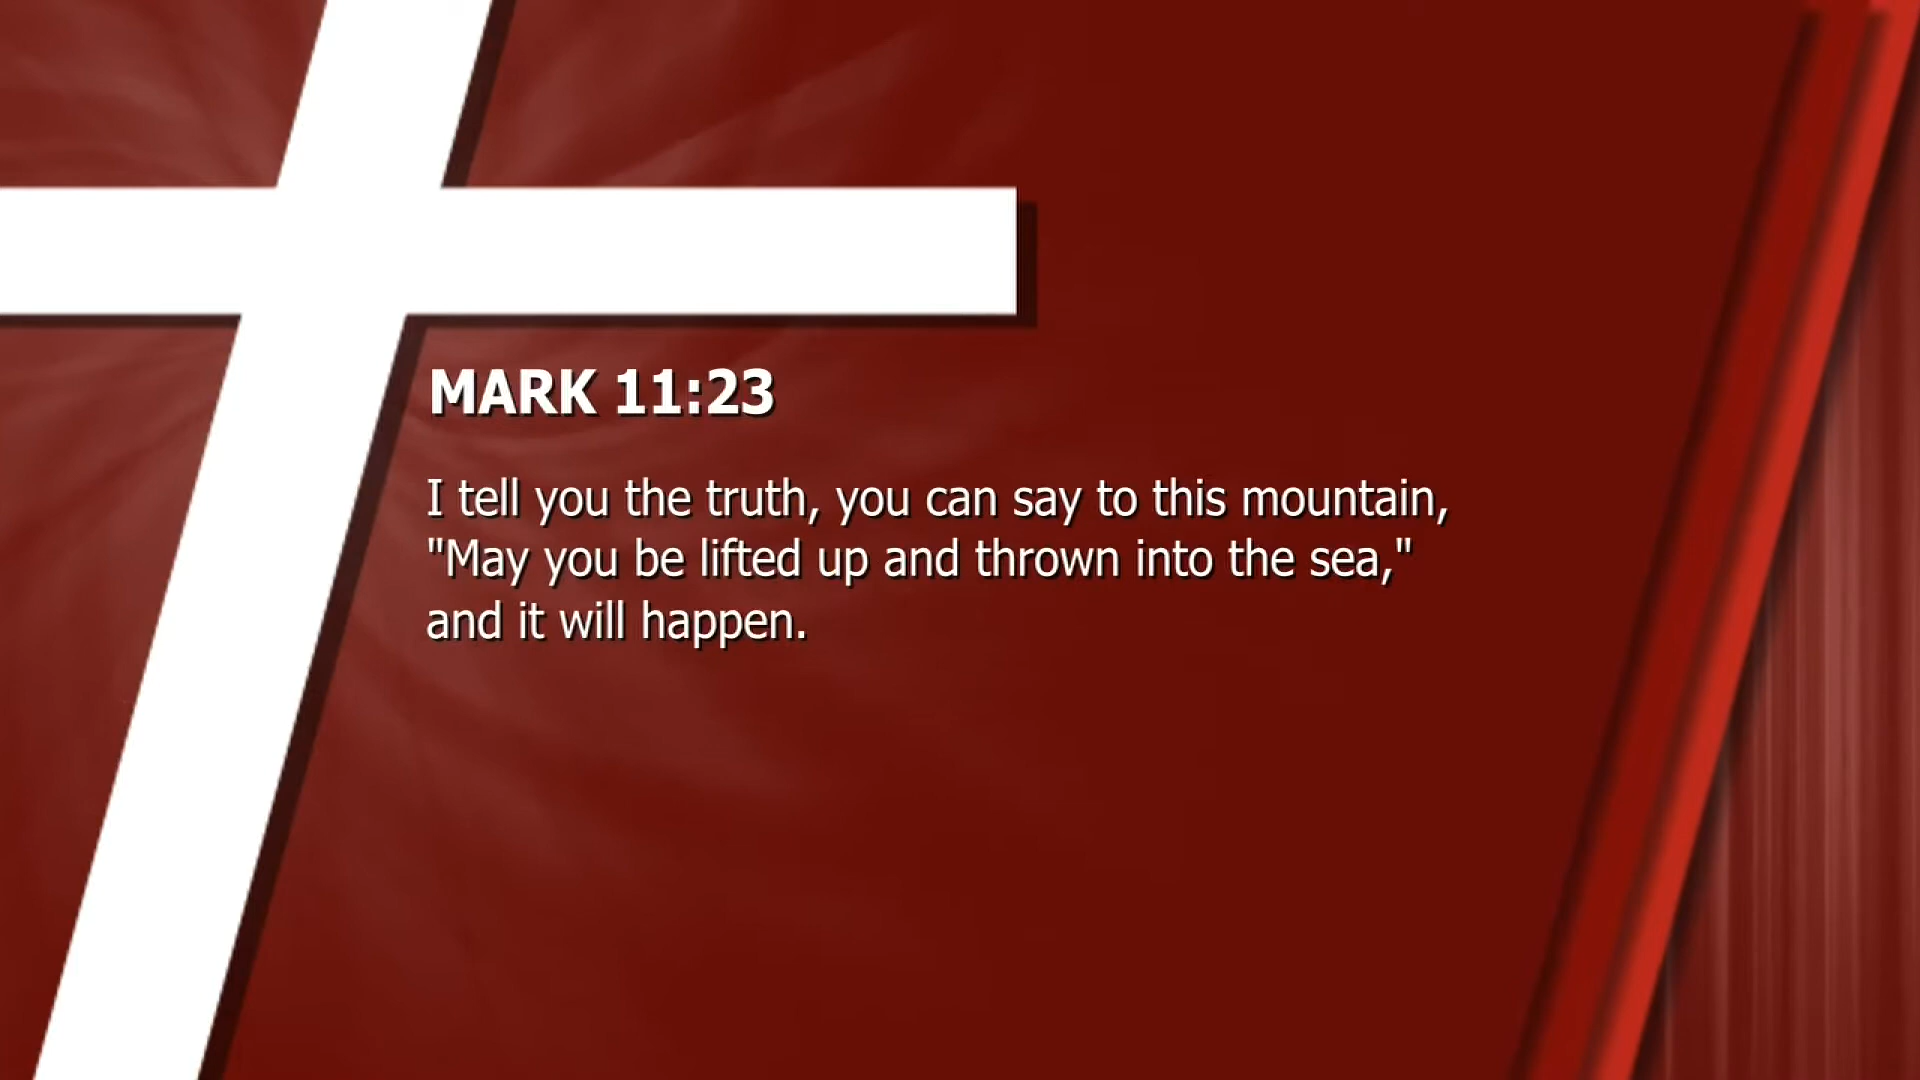 MARK 11:23
I tell you the truth, you can say to this mountain,
"May you be lifted up and thrown into the sea,"
and it will happen.